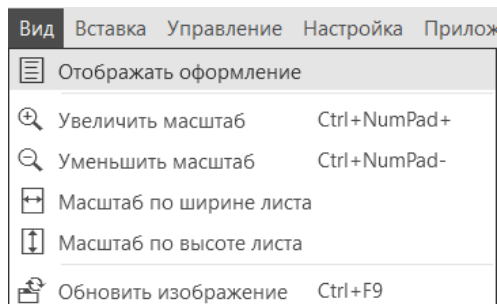 Вид Вставка Управление Настройка
Отображать оформление
Увеличить масштаб Ctrl+NumPad+
Уменьшить масштаб Ctrl+NumPad-
Масштаб по ширине листа
Масштаб по высоте листа
Обновить изображение Ctrl+F9